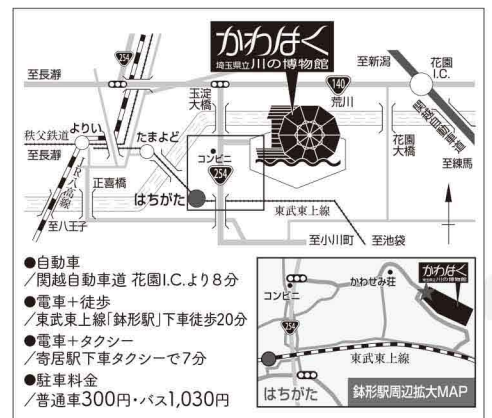 かわはく
埼玉県立川の博物館
254
至長瀞
玉淀
大橋
140
荒川
至新潟
花園
I.C.
関越自動車道
至練馬
花園
大橋
秩父鉄道
至長瀞
よりい
たまよど
コンビニ
254
正喜橋
JR八高線
はちがた
東武東上線
至八王子
至小川町
至池袋
●自動車
/関越自動車道 花園I.C.より8分
●電車+徒歩
/東武東上線「鉢形駅」下車徒歩20分
●電車+タクシー
/寄居駅下車タクシーで7分
●駐車料金
/普通車300円・バス1,030円
コンビニ
かわせみ荘
かわはく
254
東武東上線
はちがた
鉢形駅周辺拡大MAP